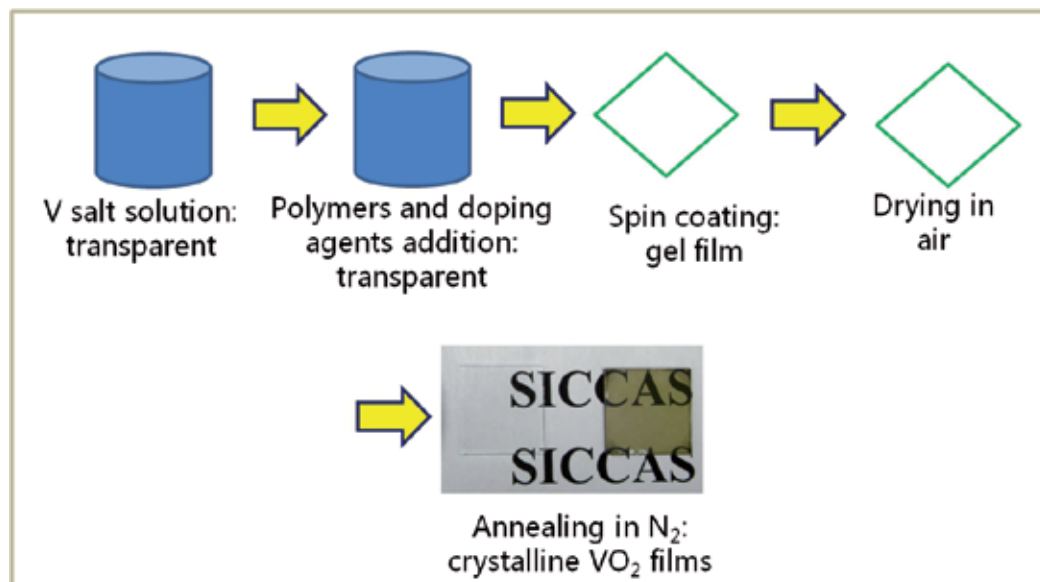 V salt solution:
transparent
Polymers and doping
agents addition:
transparent
Spin coating:
gel film
Drying in
air
SICCAS
SICCAS
Annealing in N₂:
crystalline VO₂ films